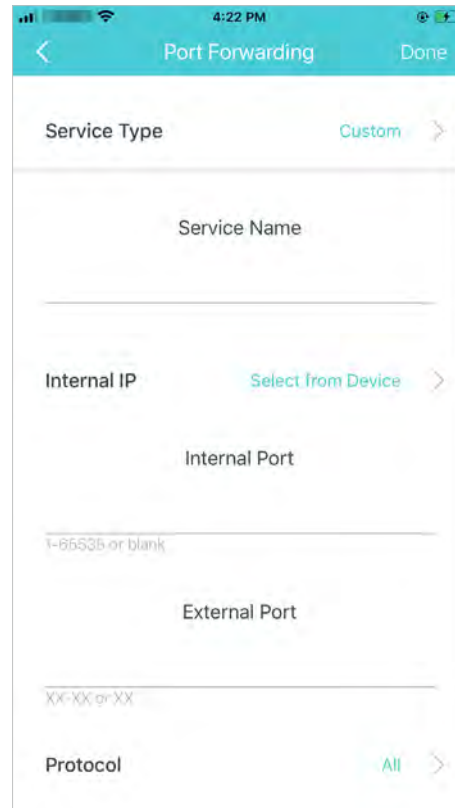 4:22 PM
Port Forwarding Done
Service Type Custom
Service Name
Internal IP Select from Device
Internal Port
1-65535 or blank
External Port
XX-XX or XX
Protocol All